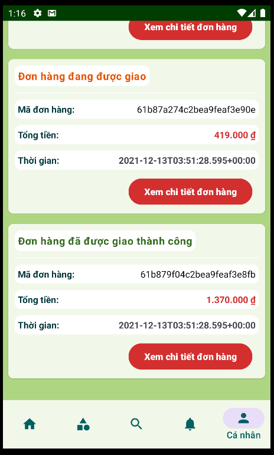 1:16
Xem chi tiết đơn hàng
Đơn hàng đang được giao
Mã đơn hàng: 61b87a274c2bea9feaf3e90e
Tổng tiền: 419.000 ₫
Thời gian: 2021-12-13T03:51:28.595+00:00
Xem chi tiết đơn hàng
Đơn hàng đã được giao thành công
Mã đơn hàng: 61b879f04c2bea9feaf3e8fb
Tổng tiền: 1.370.000 ₫
Thời gian: 2021-12-13T03:51:28.595+00:00
Xem chi tiết đơn hàng
Cá nhân